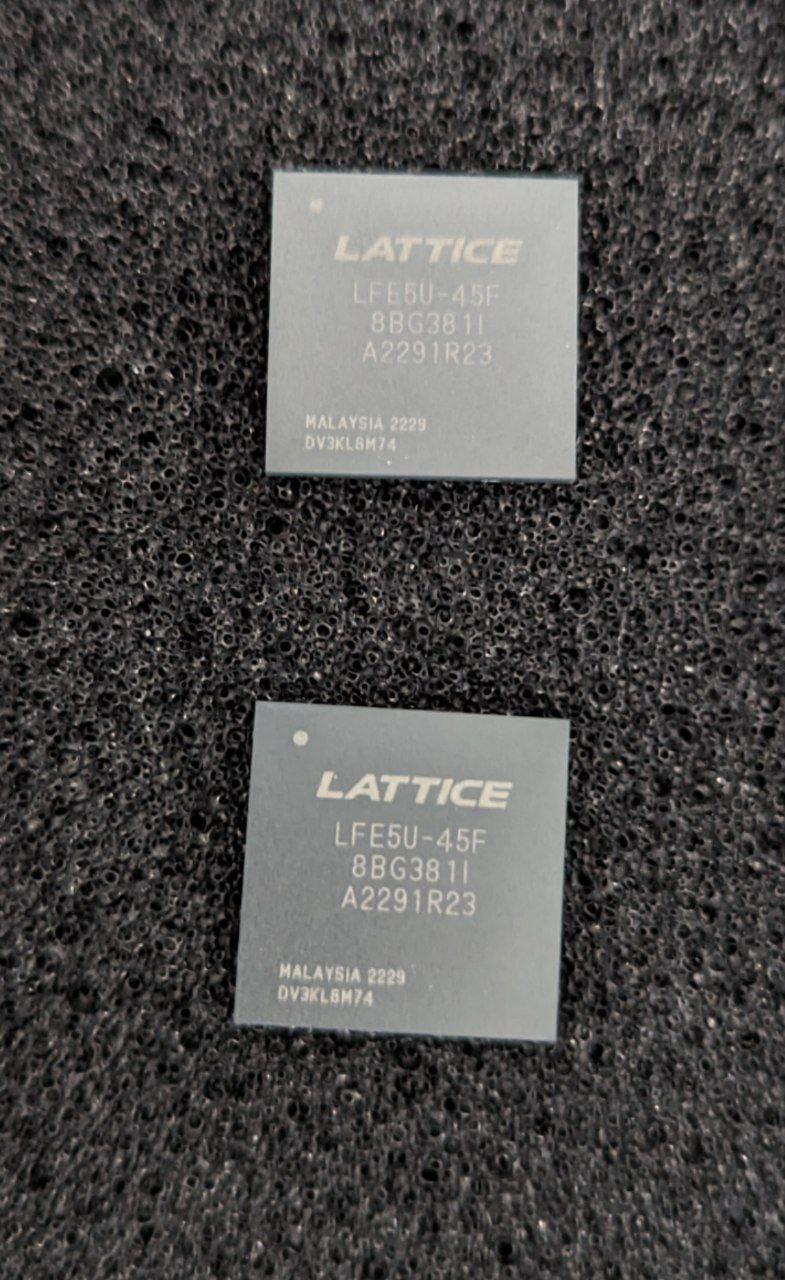 LATTICE
LFE5U-45F
8BG381I
A2291R23
MALAYSIA 2229
DV3KL8M74
LATTICE
LFE5U-45F
8BG381I
A2291R23
MALAYSIA 2229
DV3KL8M74